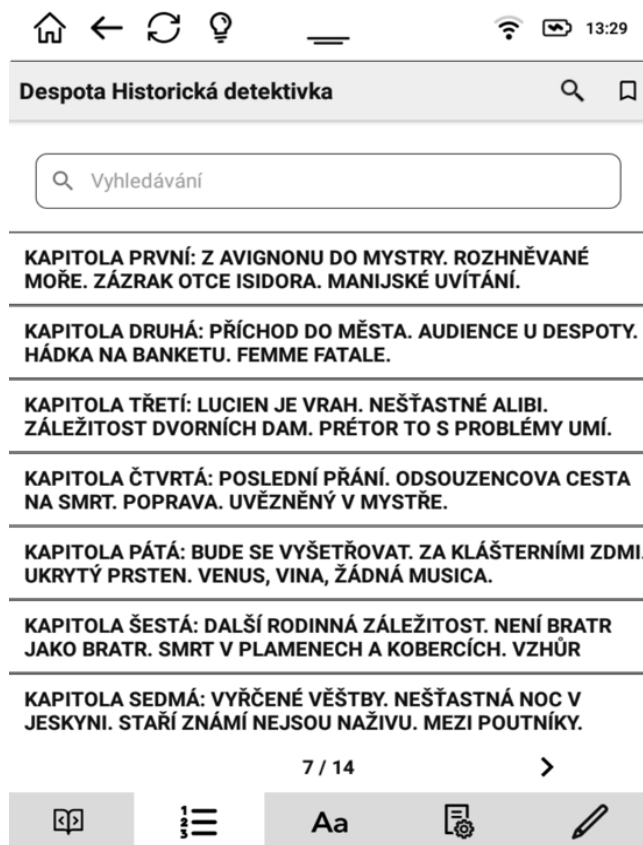 13:29
Despota Historická detektivka
Vyhledávání
KAPITOLA PRVNÍ: Z AVIGNONU DO MYSTRY. ROZHNĚVANÉ
MOŘE. ZÁZRAK OTCE ISIDORA. MANIJSKÉ UVÍTÁNÍ.
KAPITOLA DRUHÁ: PŘÍCHOD DO MĚSTA. AUDIENCE U DESPOTY.
HÁDKA NA BANKETU. FEMME FATALE.
KAPITOLA TŘETÍ: LUCIEN JE VRAH. NEŠŤASTNÉ ALIBI.
ZÁLEŽITOST DVORNÍCH DAM. PRÉTOR TO S PROBLÉMY UMÍ.
KAPITOLA ČTVRTÁ: POSLEDNÍ PŘÁNÍ. ODSOUZENCOVA CESTA
NA SMRT. POPRAVA. UVĚZNĚNÝ V MYSTŘE.
KAPITOLA PÁTÁ: BUDE SE VYŠETŘOVAT. ZA KLÁŠTERNÍMI ZDMI.
UKRYTÝ PRSTEN. VENUS, VINA, ŽÁDNÁ MUSICA.
KAPITOLA ŠESTÁ: DALŠÍ RODINNÁ ZÁLEŽITOST. NENÍ BRATR
JAKO BRATR. SMRT V PLAMENECH A KOBERCÍCH. VZHŮR
KAPITOLA SEDMÁ: VYŘČENÉ VĚŠTBY. NEŠŤASTNÁ NOC V
JESKYNI. STAŘÍ ZNÁMÍ NEJSOU NAŽIVU. MEZI POUTNÍKY.
7 / 14
1 2 3
Aa